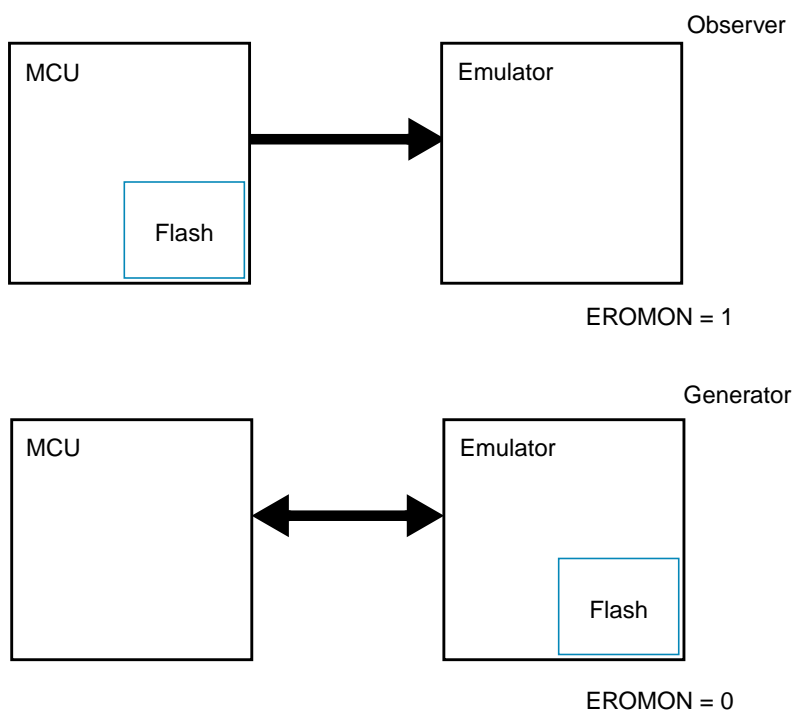 Observer
MCU
Emulator
Flash
EROMON = 1
Generator
MCU
Emulator
Flash
EROMON = 0